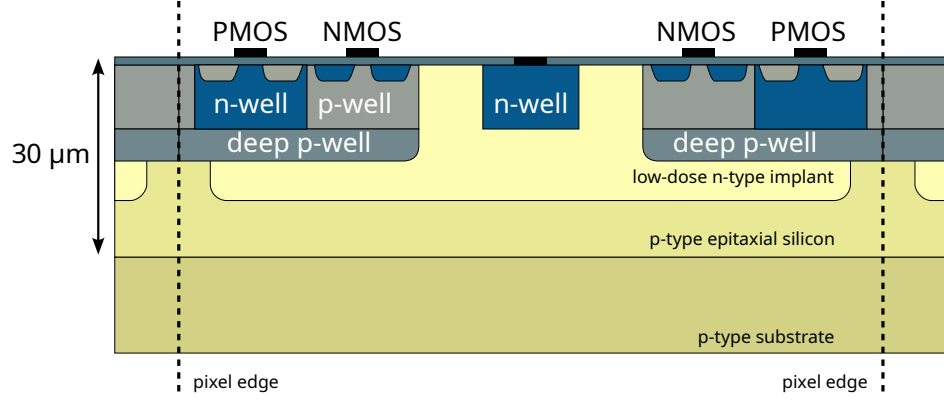 PMOS NMOS NMOS PMOS
n-well p-well n-well
deep p-well deep p-well
30 μm
low-dose n-type implant
p-type epitaxial silicon
p-type substrate
pixel edge pixel edge